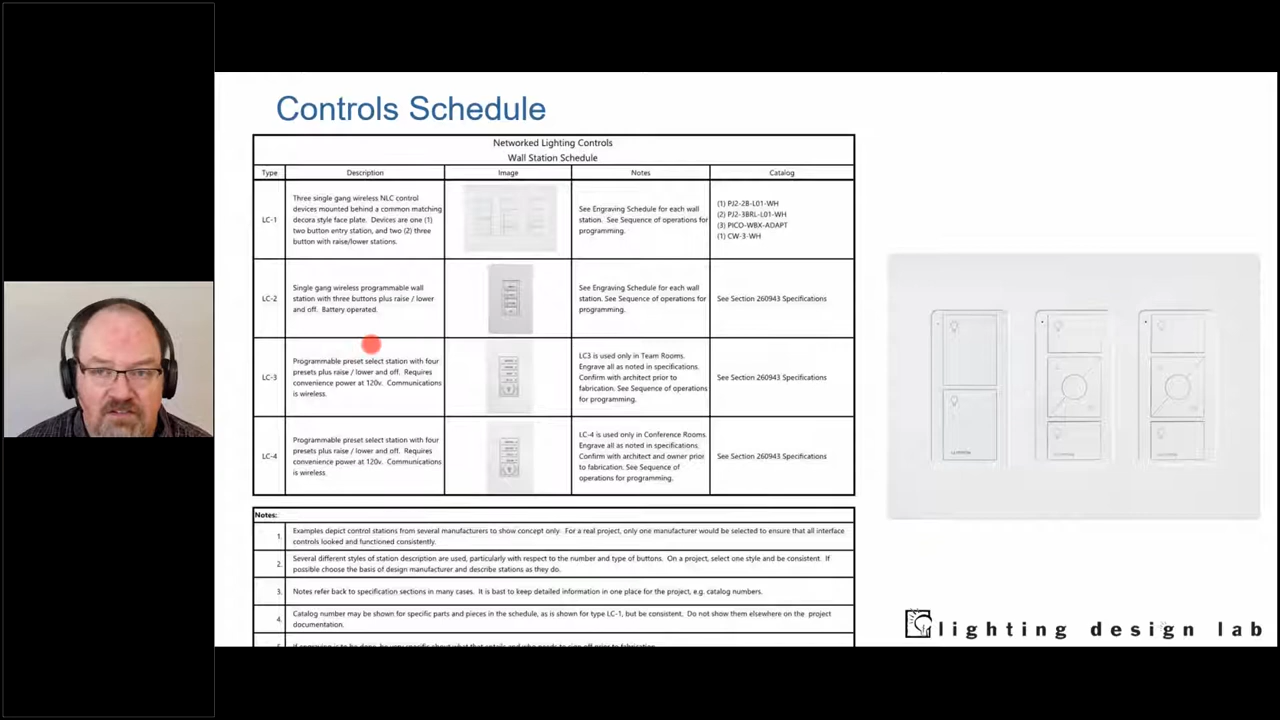 Controls Schedule
Networked Lighting Controls
Wall Station Schedule
Type Description Image Notes Catalog
LC-1
Three single gang wireless NLC control
devices mounted behind a common matching
decora style face plate. Devices are one (1)
two button entry station, and two (2) three
button with raise/lower stations.
See Engraving Schedule for each wall
station. See Sequence of operations for
programming.
(1) PJ2-2B-L01-WH
(2) PJ2-3BRL-L01-WH
(3) PICO-WBX-ADAPT
(1) CW-3-WH
LC-2
Single gang wireless programmable wall
station with three buttons plus raise / lower
and off. Battery operated.
See Engraving Schedule for each wall
station. See Sequence of operations for
programming.
See Section 260943 Specifications
LC-3
Programmable preset select station with four
presets plus raise / lower and off. Requires
convenience power at 120v. Communications
is wireless.
LC3 is used only in Team Rooms.
Engrave all as noted in specifications.
Confirm with architect prior to
fabrication. See Sequence of operations
for programming.
See Section 260943 Specifications
LC-4
Programmable preset select station with four
presets plus raise / lower and off. Requires
convenience power at 120v. Communications
is wireless.
LC-4 is used only in Conference Rooms.
Engrave all as noted in specifications.
Confirm with architect and owner prior
to fabrication. See Sequence of
operations for programming.
See Section 260943 Specifications
Notes:
1. Examples depict control stations from several manufacturers to show concept only. For a real project, only one manufacturer would be selected to ensure that all interface
controls looked and functioned consistently.
2. Several different styles of station description are used, particularly with respect to the number and type of buttons. On a project, select one style and be consistent. If
possible choose the basis of design manufacturer and describe stations as they do.
3. Notes refer back to specification sections in many cases. It is bast to keep detailed information in one place for the project, e.g. catalog numbers.
4. Catalog number may be shown for specific parts and pieces in the schedule, as is shown for type LC-1, but be consistent. Do not show them elsewhere on the project
documentation.
LUTRON
LUTRON
LUTRON
lighting design lab